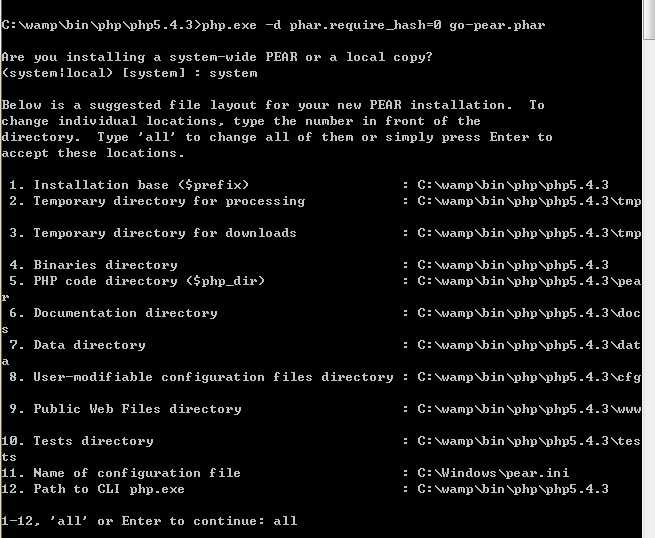 C:\wamp\bin\php\php5.4.3>php.exe -d phar.require_hash=0 go-pear.phar
Are you installing a system-wide PEAR or a local copy?
(system|local) [system] : system
Below is a suggested file layout for your new PEAR installation.  To
change individual locations, type the number in front of the
directory.  Type 'all' to change all of them or simply press Enter to
accept these locations.
 1. Installation base ($prefix)                   : C:\wamp\bin\php\php5.4.3
 2. Temporary directory for processing            : C:\wamp\bin\php\php5.4.3\tmp
 3. Temporary directory for downloads             : C:\wamp\bin\php\php5.4.3\tmp
 4. Binaries directory                            : C:\wamp\bin\php\php5.4.3
 5. PHP code directory ($php_dir)                 : C:\wamp\bin\php\php5.4.3\pea
r
 6. Documentation directory                       : C:\wamp\bin\php\php5.4.3\doc
s
 7. Data directory                                : C:\wamp\bin\php\php5.4.3\dat
a
 8. User-modifiable configuration files directory : C:\wamp\bin\php\php5.4.3\cfg
 9. Public Web Files directory                    : C:\wamp\bin\php\php5.4.3\www
10. Tests directory                               : C:\wamp\bin\php\php5.4.3\tes
ts
11. Name of configuration file                    : C:\Windows\pear.ini
12. Path to CLI php.exe                           : C:\wamp\bin\php\php5.4.3
1-12, 'all' or Enter to continue: all